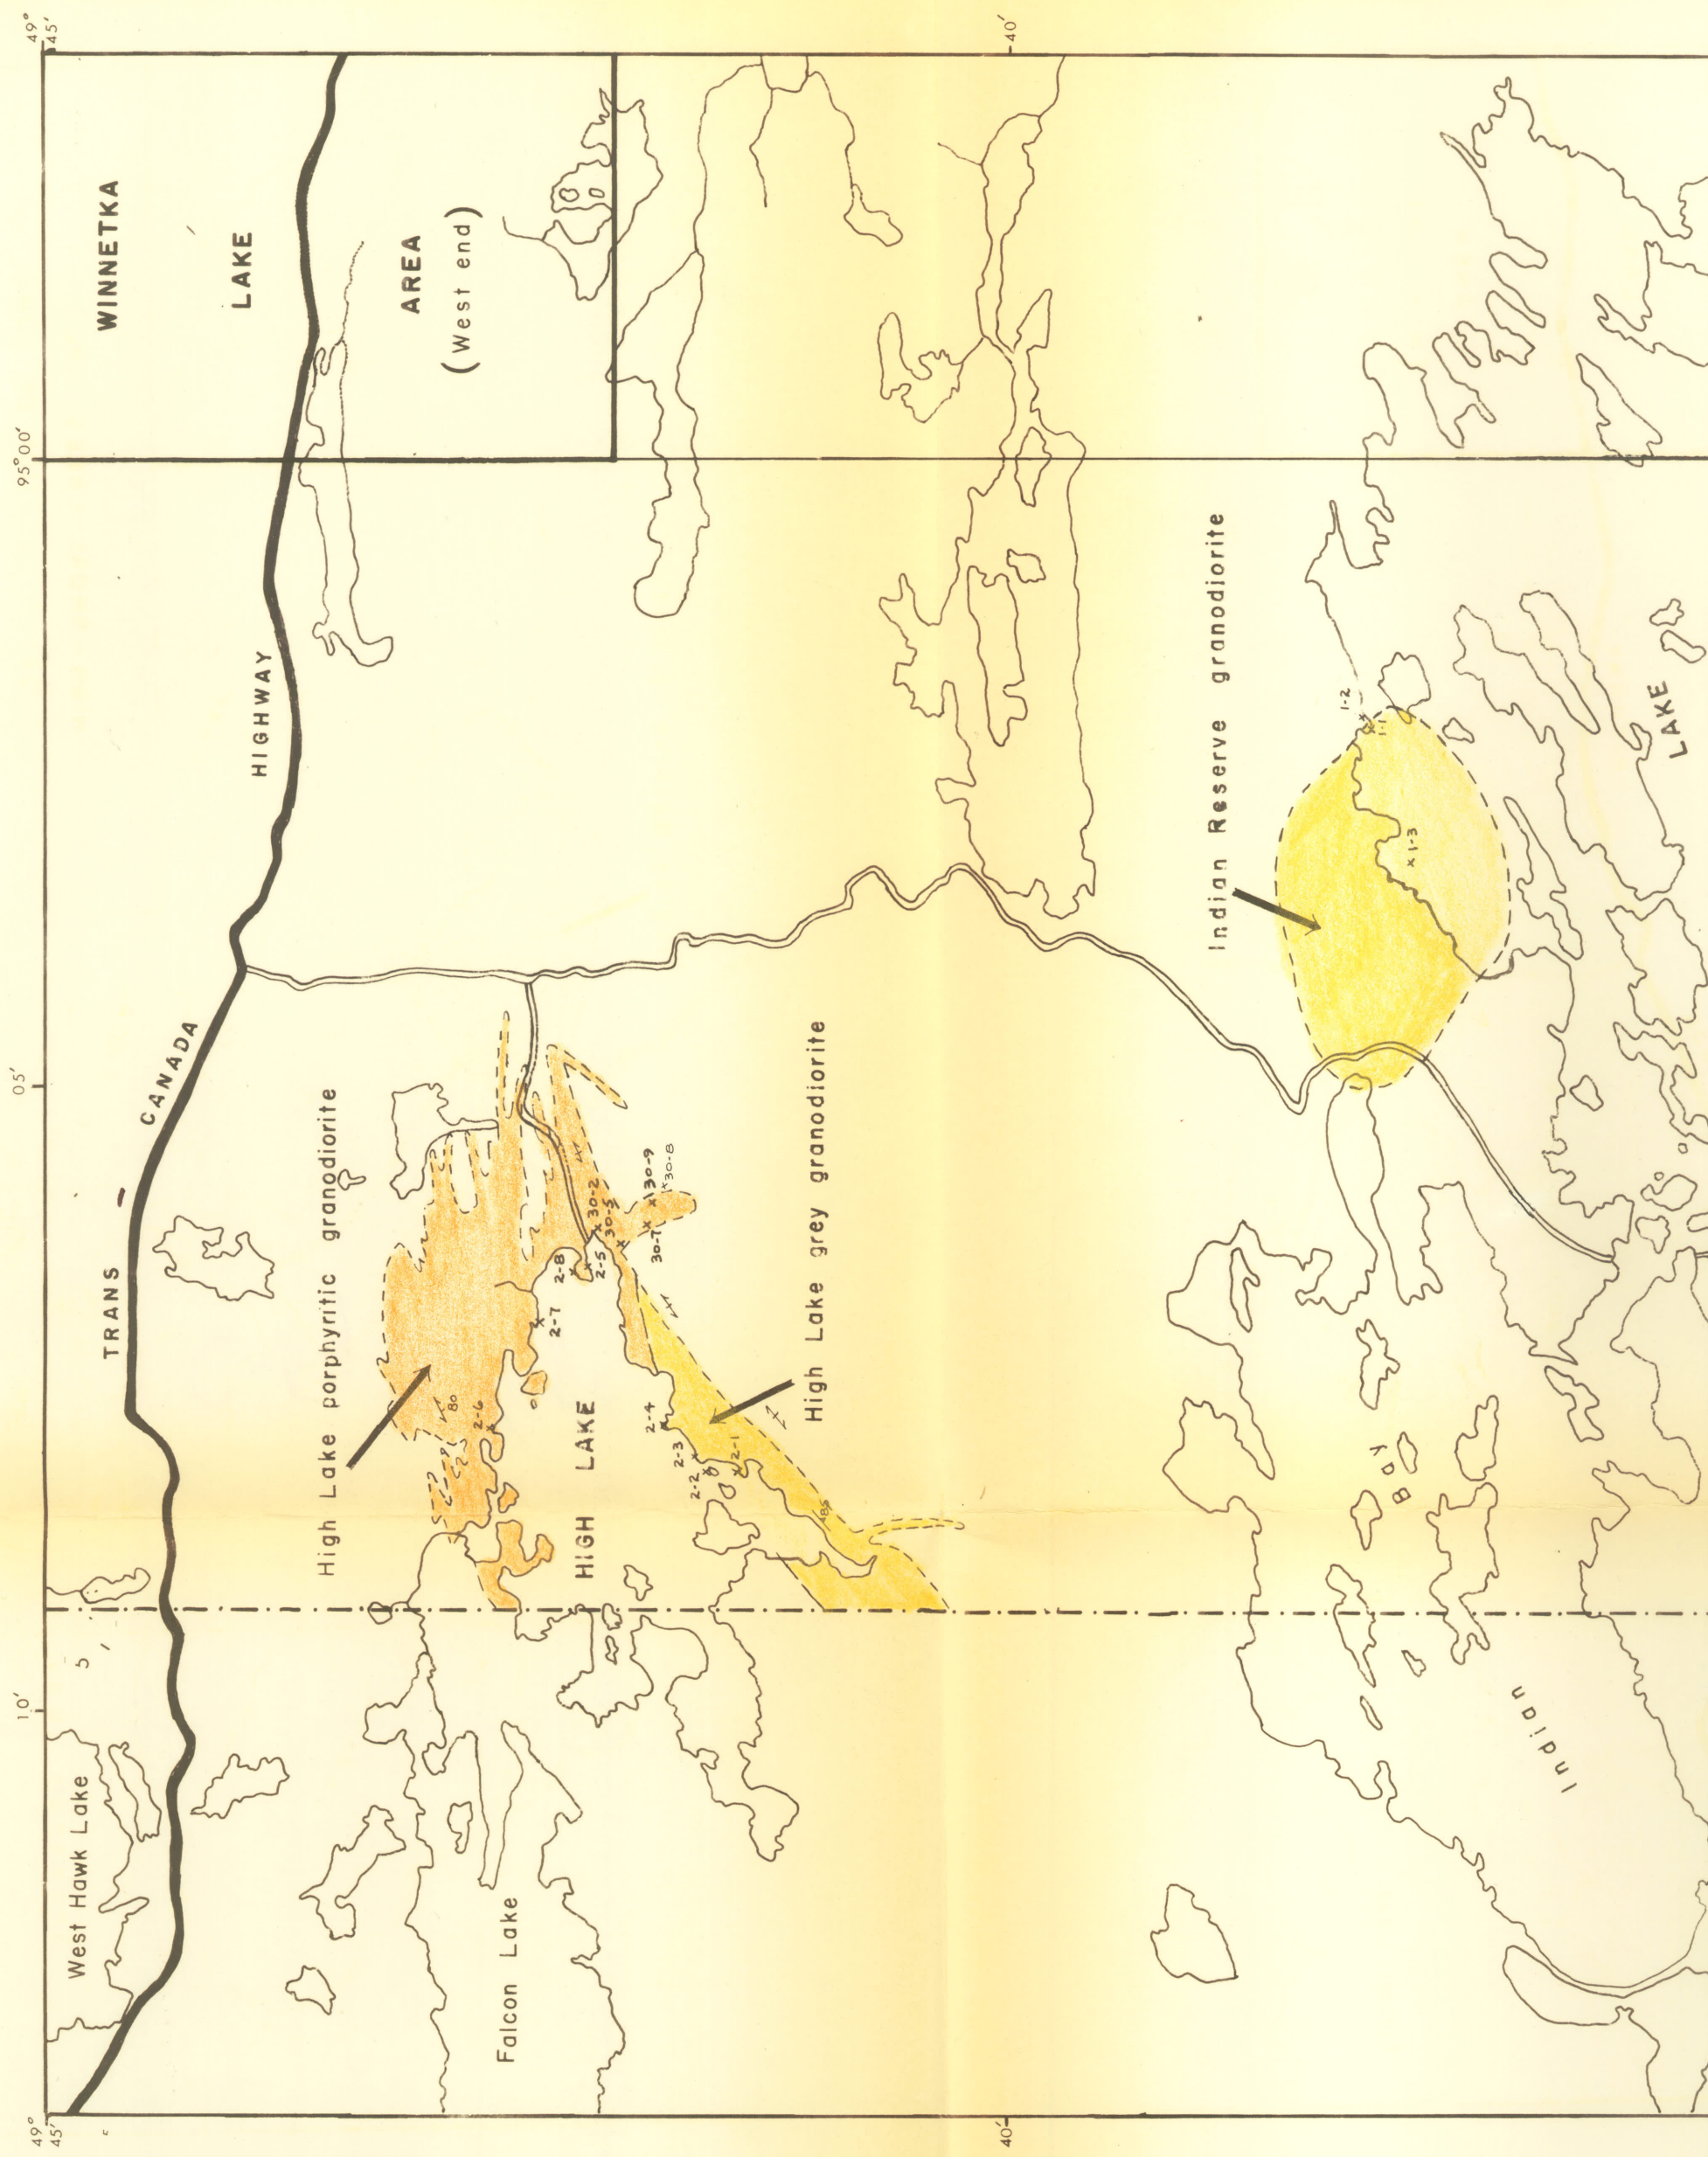 49° 45'
10'
05'
95°00'
49° 45'
40'
40'
West Hawk Lake
TRANS
CANADA
HIGHWAY
WINNETKA
LAKE
AREA
(West end)
High Lake porphyritic granodiorite
Falcon Lake
HIGH LAKE
High Lake grey granodiorite
Indian Reserve granodiorite
Indian
Bay
LAKE
80
2-6
2-7
2-8
2-5
30-2
30-5
30-7
30-9
30-8
2-4
2-3
2-2
2-1
85
1-2
1-1
1-3
5